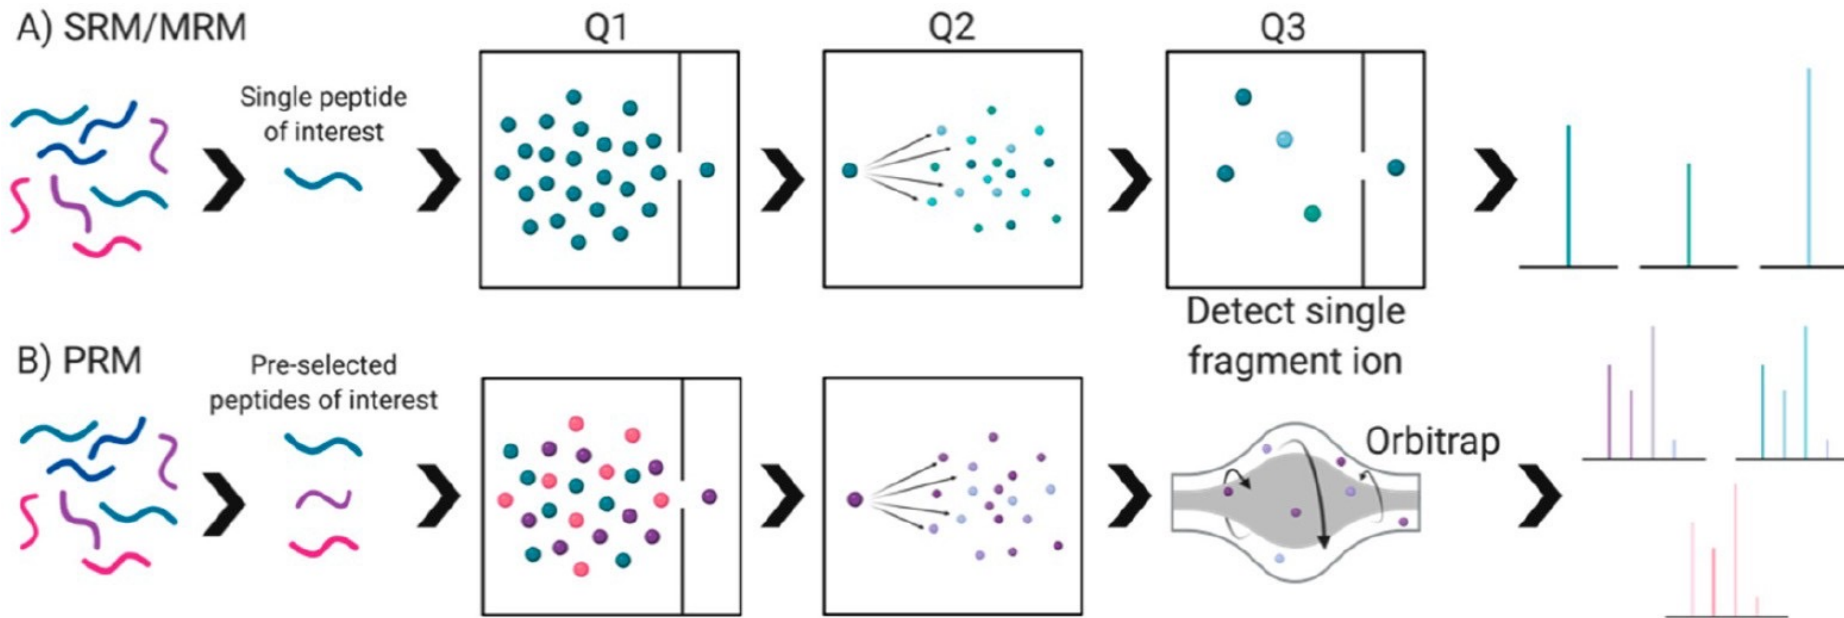 A) SRM/MRM
Q1
Q2
Q3
Single peptide
of interest
Detect single
fragment ion
B) PRM
Pre-selected
peptides of interest
Orbitrap